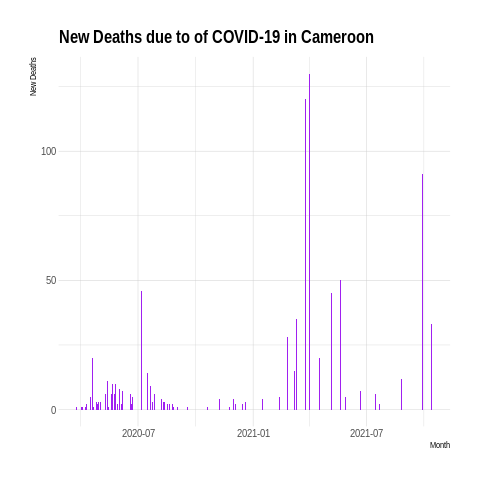 New Deaths due to of COVID-19 in Cameroon
New Deaths
100
50
0
2020-07
2021-01
2021-07
Month